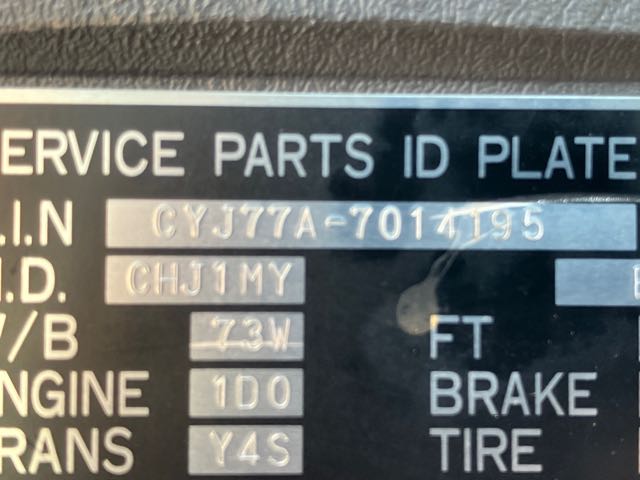 ERVICE PARTS ID PLATE
.I.N CYJ77A-7014195
.I.D. CHJ1MY
/B 73W FT
NGINE 1D0 BRAKE
RANS Y4S TIRE